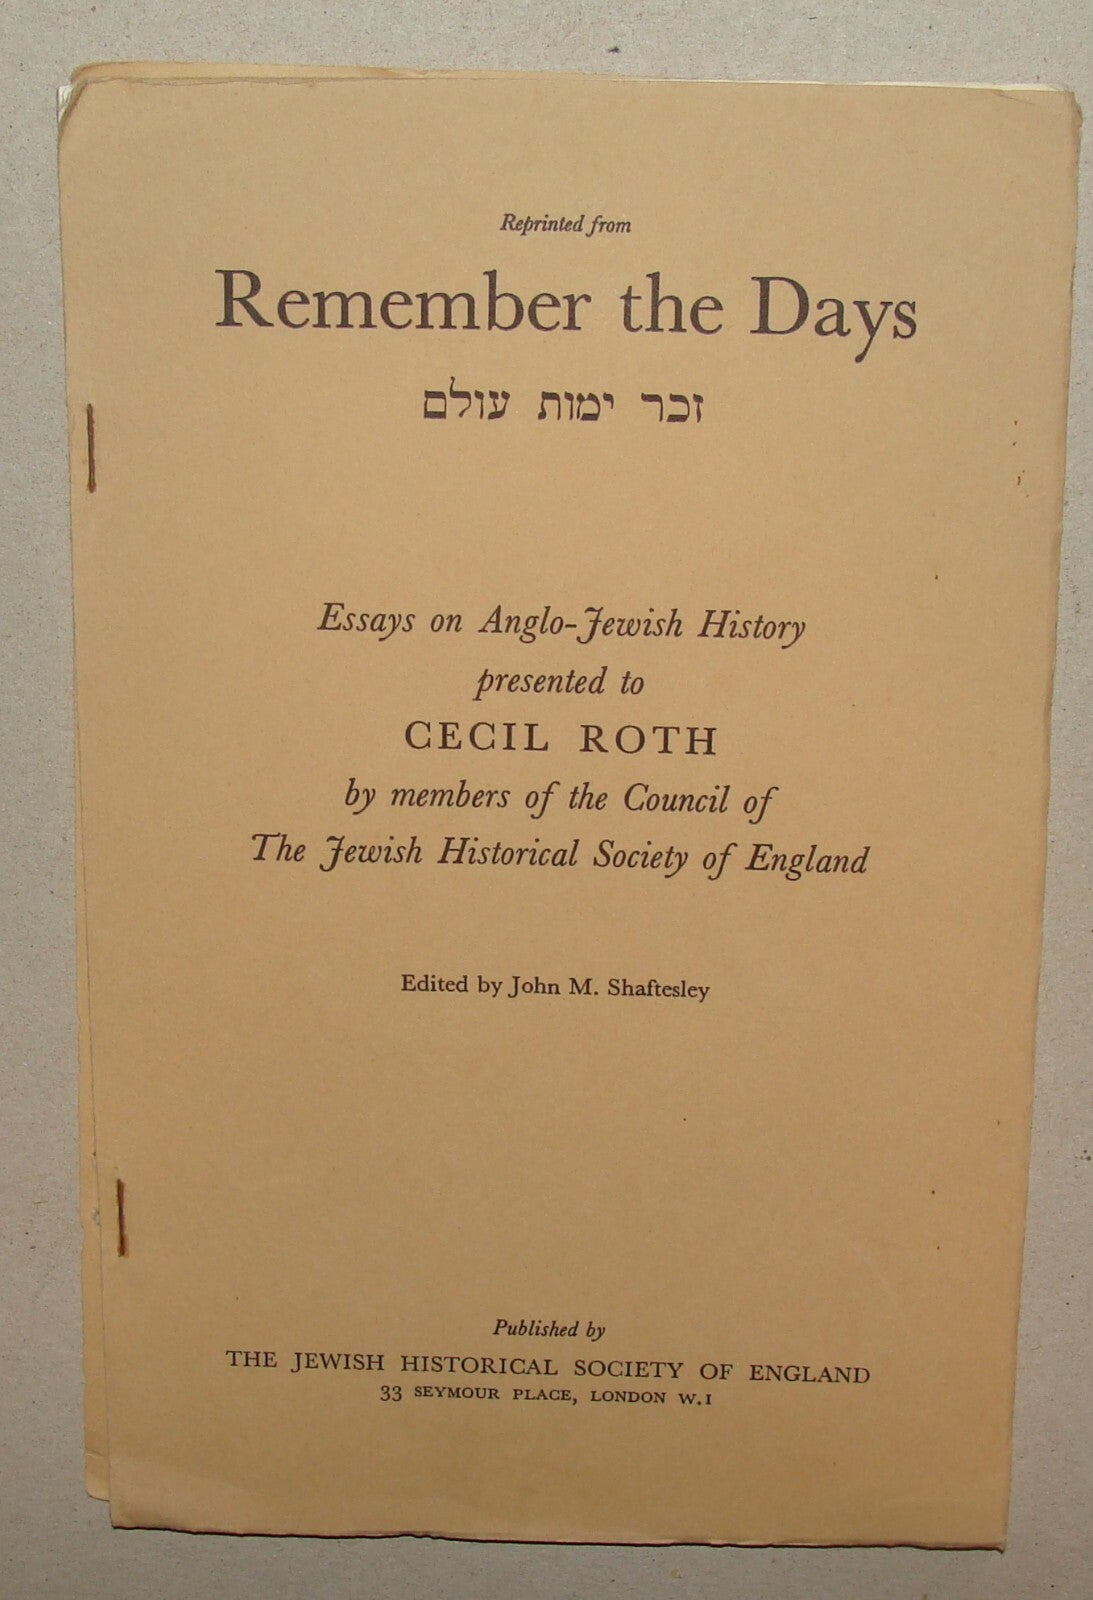 Reprinted from
Remember the Days
זכר ימות עולם
Essays on Anglo-Jewish History
presented to
CECIL ROTH
by members of the Council of
The Jewish Historical Society of England
Edited by John M. Shaftesley
Published by
THE JEWISH HISTORICAL SOCIETY OF ENGLAND
33 SEYMOUR PLACE, LONDON W.1